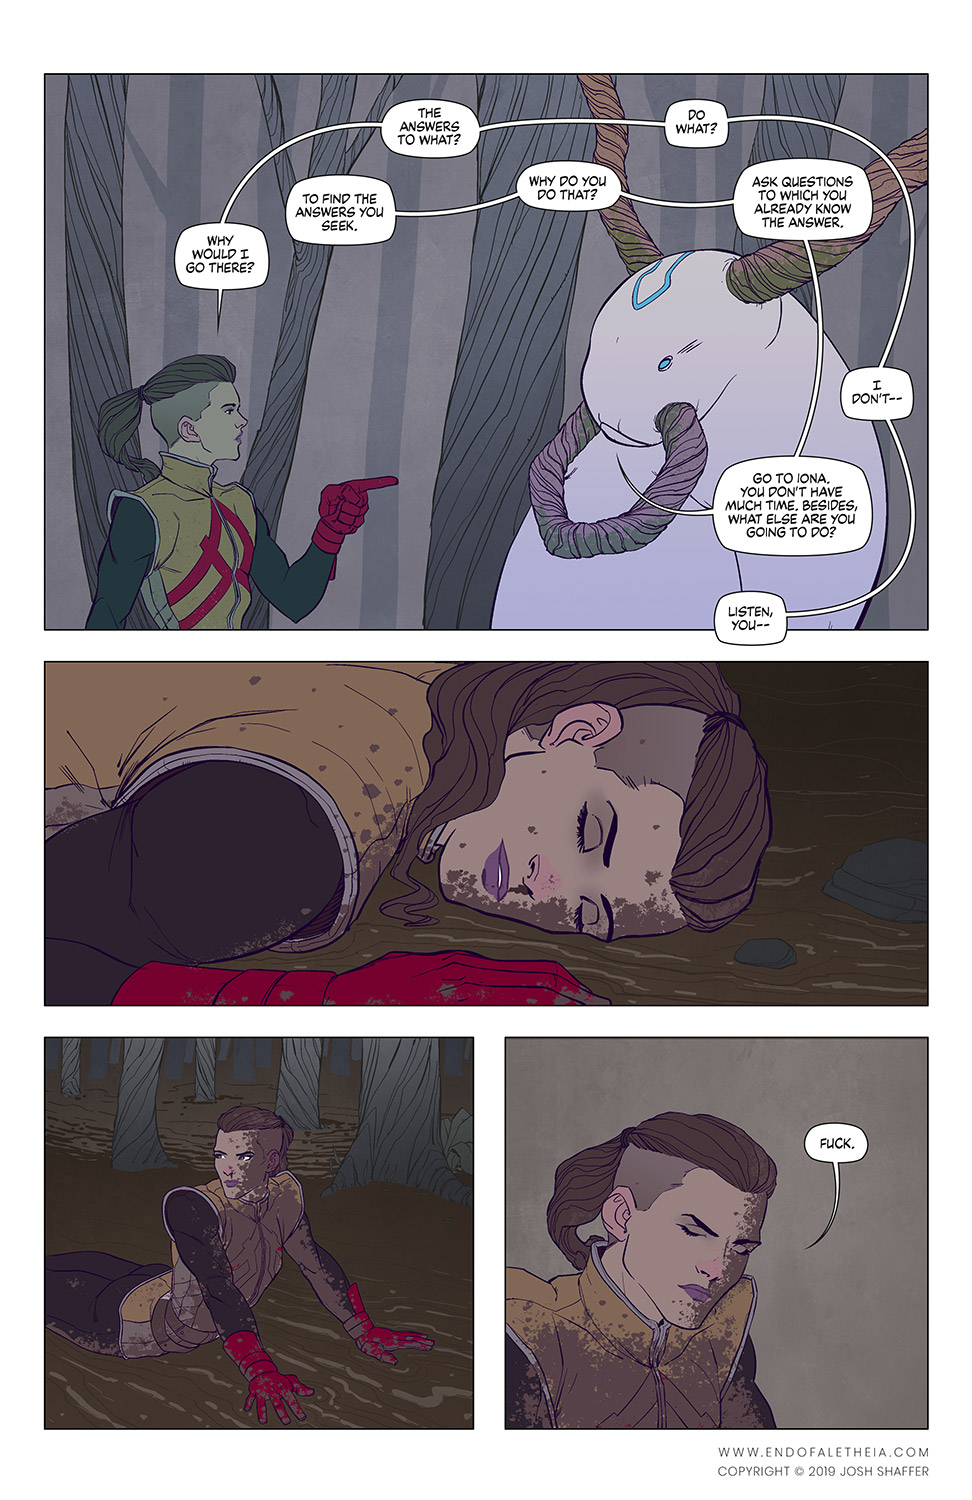 WHY
WOULD I
GO THERE?
TO FIND THE
ANSWERS YOU
SEEK.
THE
ANSWERS
TO WHAT?
WHY DO YOU
DO THAT?
DO
WHAT?
ASK QUESTIONS
TO WHICH YOU
ALREADY KNOW
THE ANSWER.
I
DON'T--
GO TO IONA.
YOU DON'T HAVE
MUCH TIME. BESIDES,
WHAT ELSE ARE YOU
GOING TO DO?
LISTEN,
YOU--
FUCK.
WWW.ENDOFALETHEIA.COM
COPYRIGHT © 2019 JOSH SHAFFER